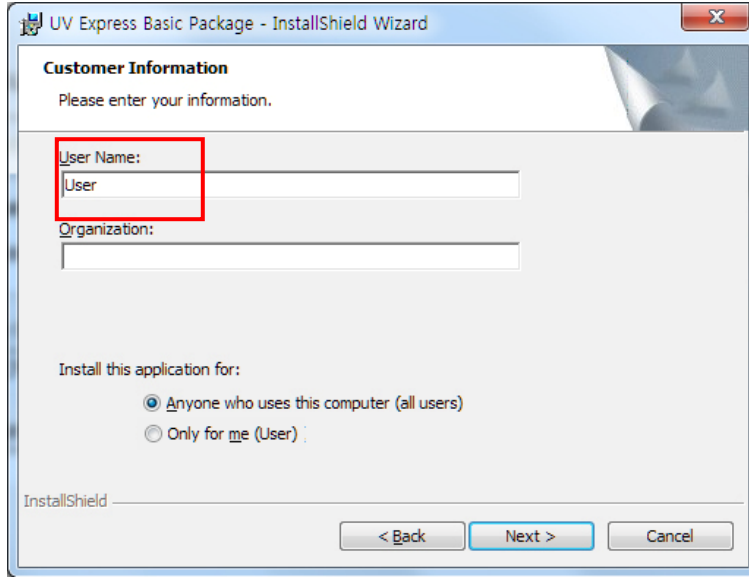 UV Express Basic Package - InstallShield Wizard
Customer Information
Please enter your information.
User Name:
User
Organization:
Install this application for:
Anyone who uses this computer (all users)
Only for me (User)
InstallShield
< Back
Next >
Cancel